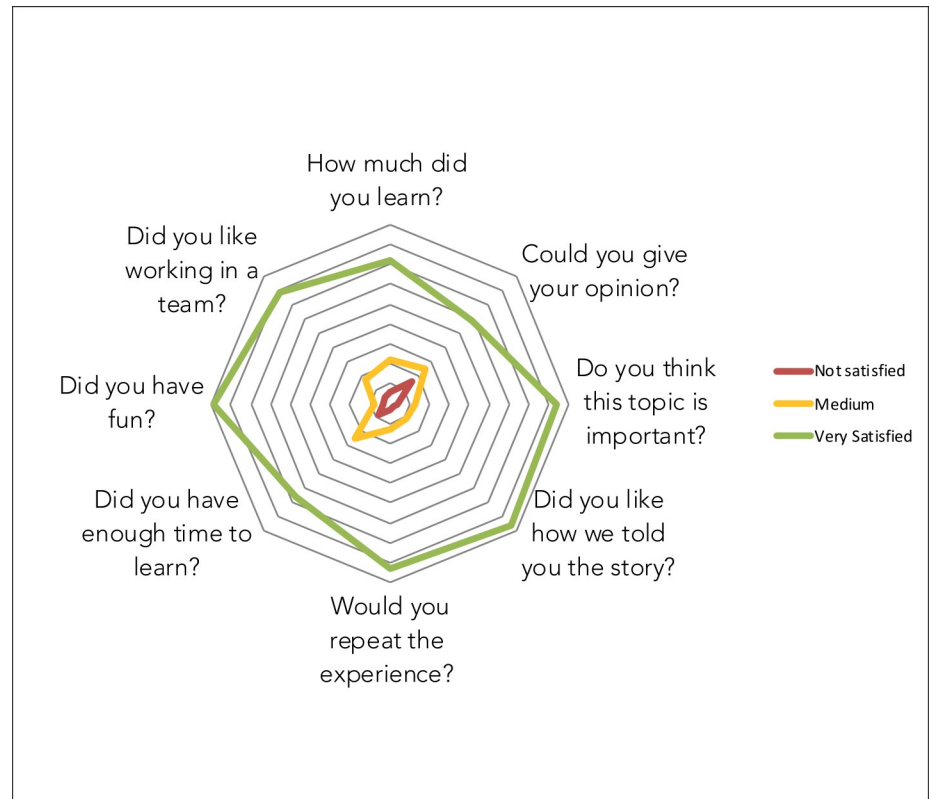 How much did
you learn?
Could you give
your opinion?
Do you think
this topic is
important?
Did you like
how we told
you the story?
Would you
repeat the
experience?
Did you have
enough time to
learn?
Did you have
fun?
Did you like
working in a
team?
Not satisfied
Medium
Very Satisfied